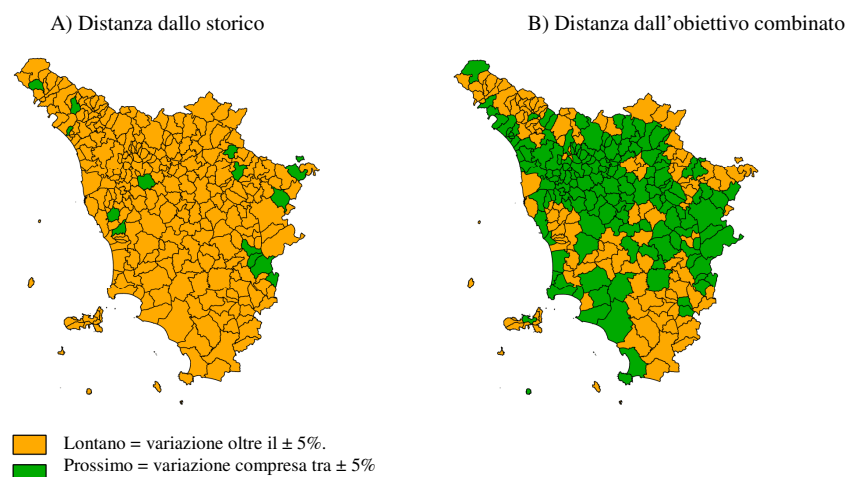 A) Distanza dallo storico
B) Distanza dall'obiettivo combinato
Lontano = variazione oltre il ± 5%.
Prossimo = variazione compresa tra ± 5%